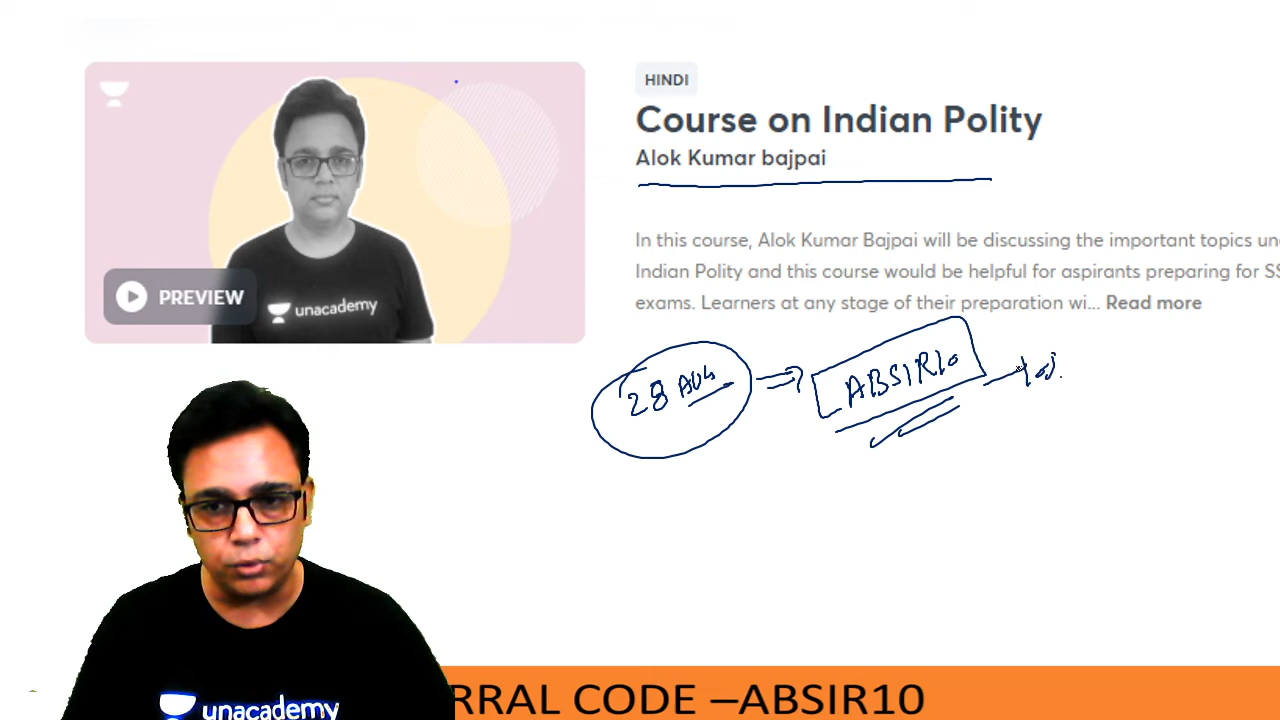 HINDI
Course on Indian Polity
Alok Kumar bajpai
In this course, Alok Kumar Bajpai will be discussing the important topics
Indian Polity and this course would be helpful for aspirants preparing for
exams. Learners at any stage of their preparation wi... Read more
PREVIEW
unacademy
28 AUG
ABSIR10
RRAL CODE –ABSIR10
unacademy